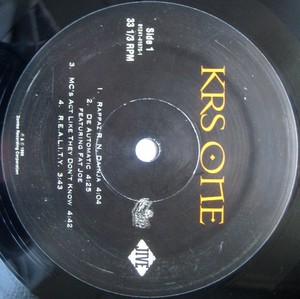 KRS ONE
Side 1
33 1/3 RPM
1. RAPPAZ R. N. DAINJA 4:04
2. DE AUTOMATIC 4:25
FEATURING FAT JOE
3. MC'S ACT LIKE THEY DON'T KNOW 4:42
4. R.E.A.L.I.T.Y. 3:43
JIVE